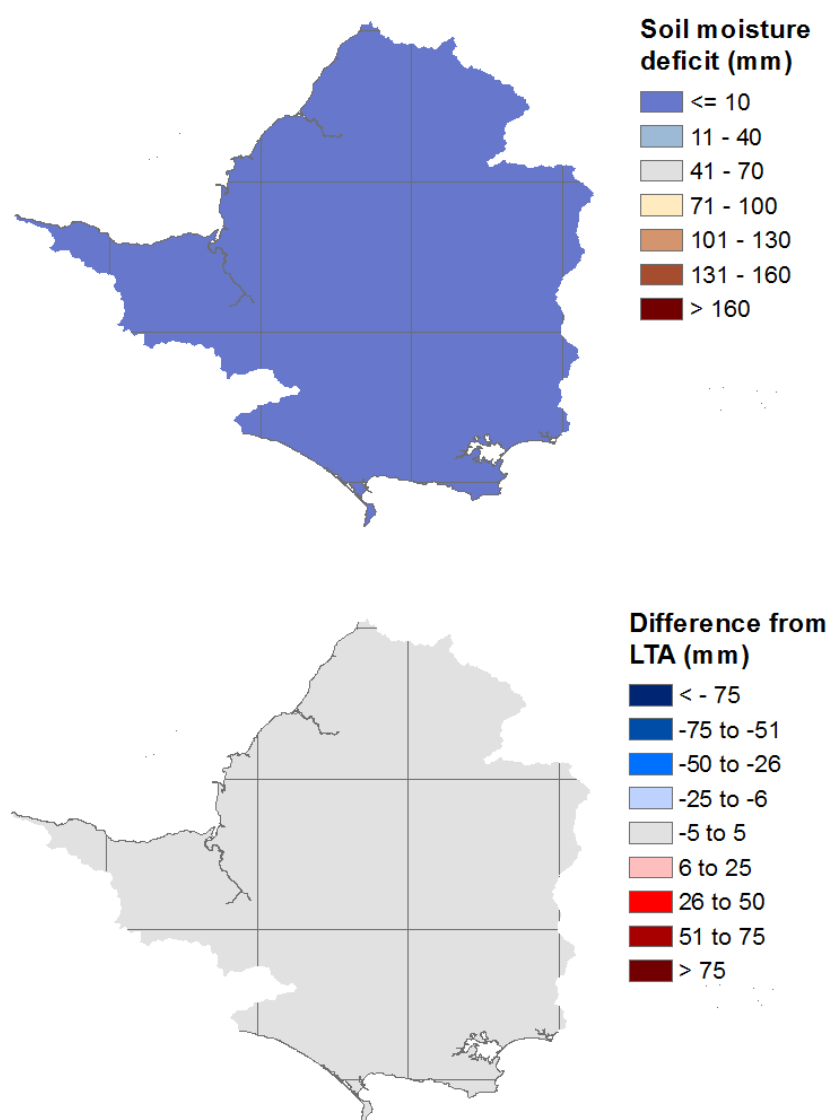 Soil moisture
deficit (mm)
<= 10
11 - 40
41 - 70
71 - 100
101 - 130
131 - 160
> 160
Difference from
LTA (mm)
< - 75
-75 to -51
-50 to -26
-25 to -6
-5 to 5
6 to 25
26 to 50
51 to 75
> 75